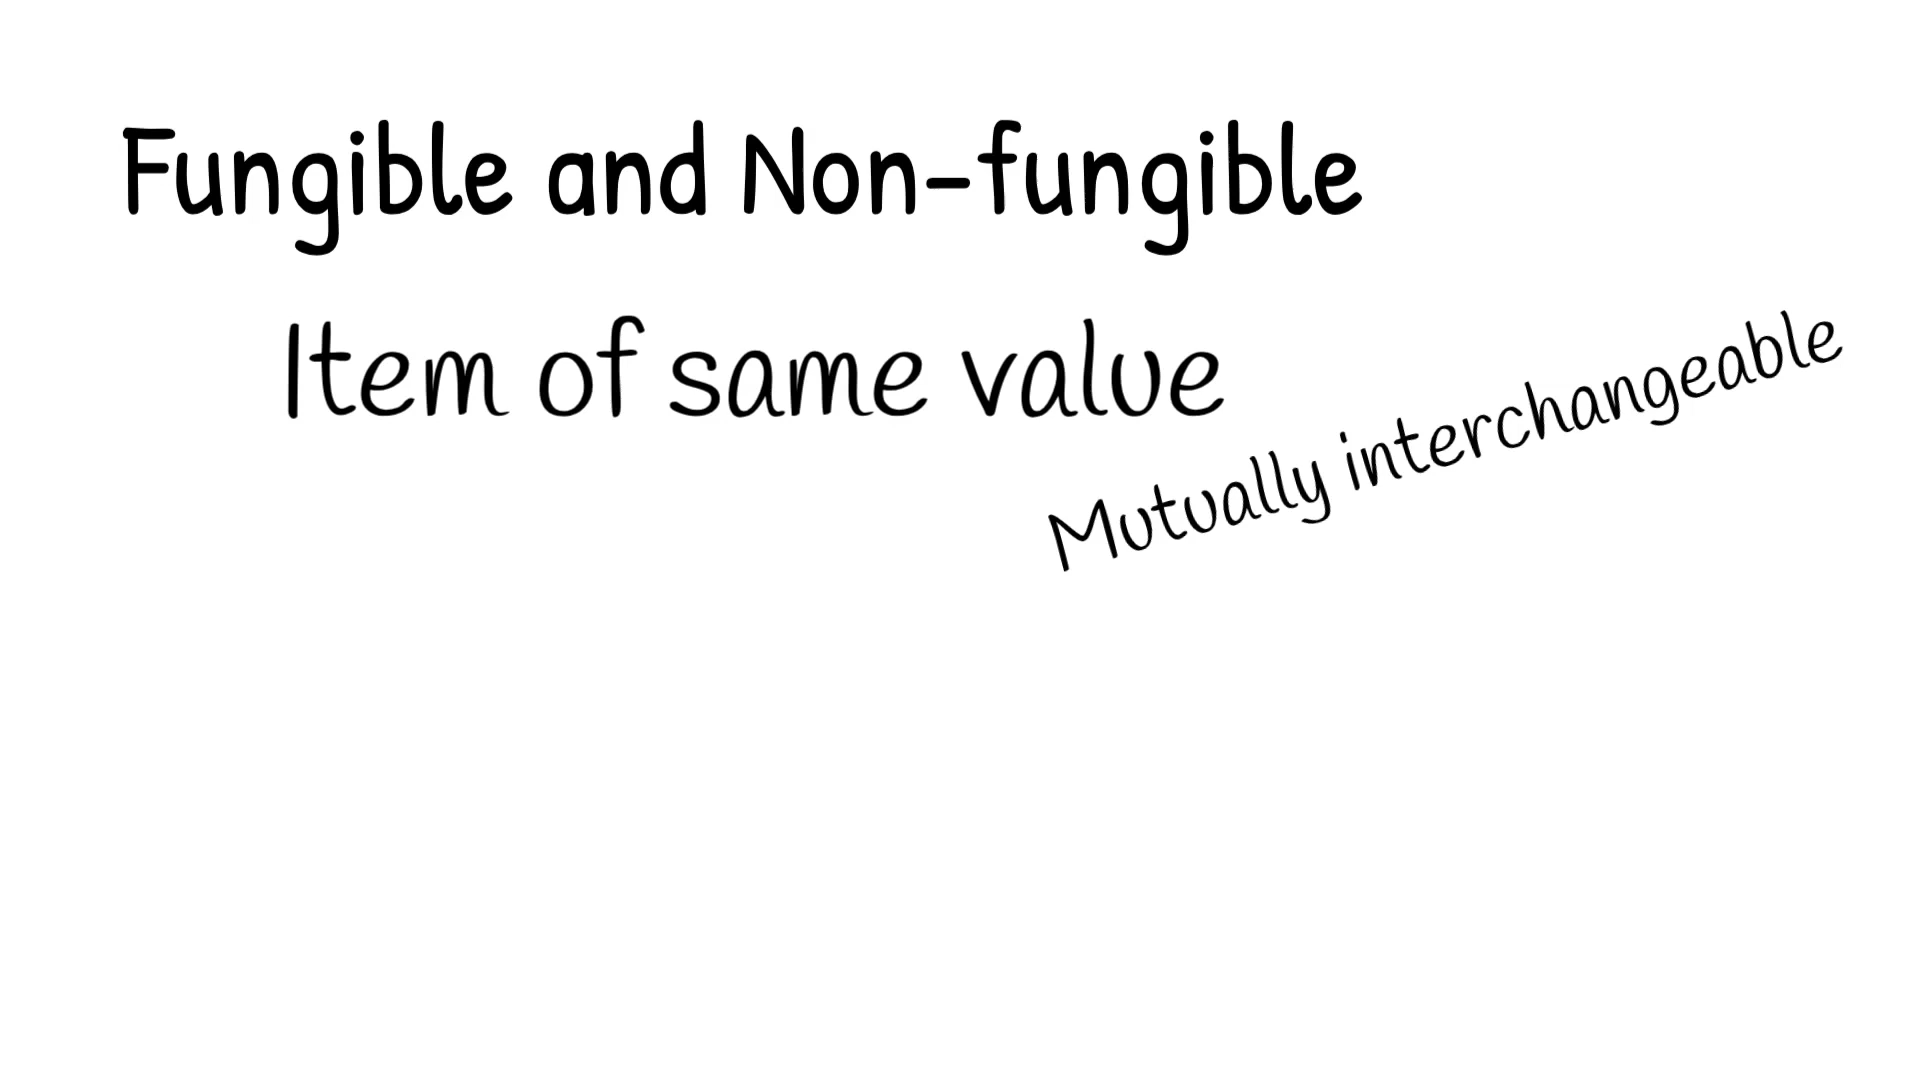 Fungible and Non-fungible
Item of same value
Mutually interchangeable